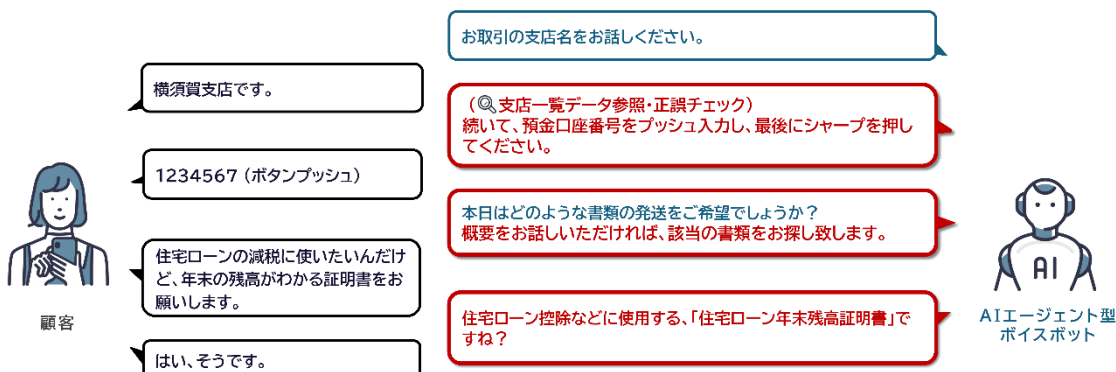 お取引の支店名をお話しください。
横須賀支店です。
（🔍支店一覧データ参照・正誤チェック）
続いて、預金口座番号をプッシュ入力し、最後にシャープを押し
てください。
1234567（ボタンプッシュ）
本日はどのような書類の発送をご希望でしょうか？
概要をお話しいただければ、該当の書類をお探し致します。
住宅ローンの減税に使いたいんだけ
ど、年末の残高がわかる証明書をお
願いします。
住宅ローン控除などに使用する、「住宅ローン年末残高証明書」で
すね？
はい、そうです。
顧客
AI
AIエージェント型
ボイスボット